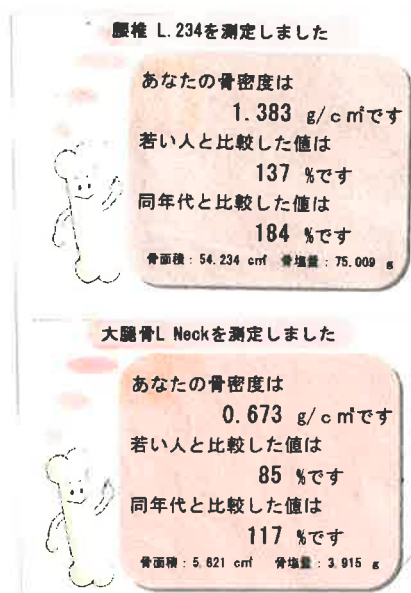 腰椎 L.234を測定しました
あなたの骨密度は
1.383 g/c㎡です
若い人と比較した値は
137 %です
同年代と比較した値は
184 %です
骨面積：54.234 c㎡ 骨塩量：75.009 g
大腿骨L Neckを測定しました
あなたの骨密度は
0.673 g/c㎡です
若い人と比較した値は
85 %です
同年代と比較した値は
117 %です
骨面積：5.821 c㎡ 骨塩量：3.915 g